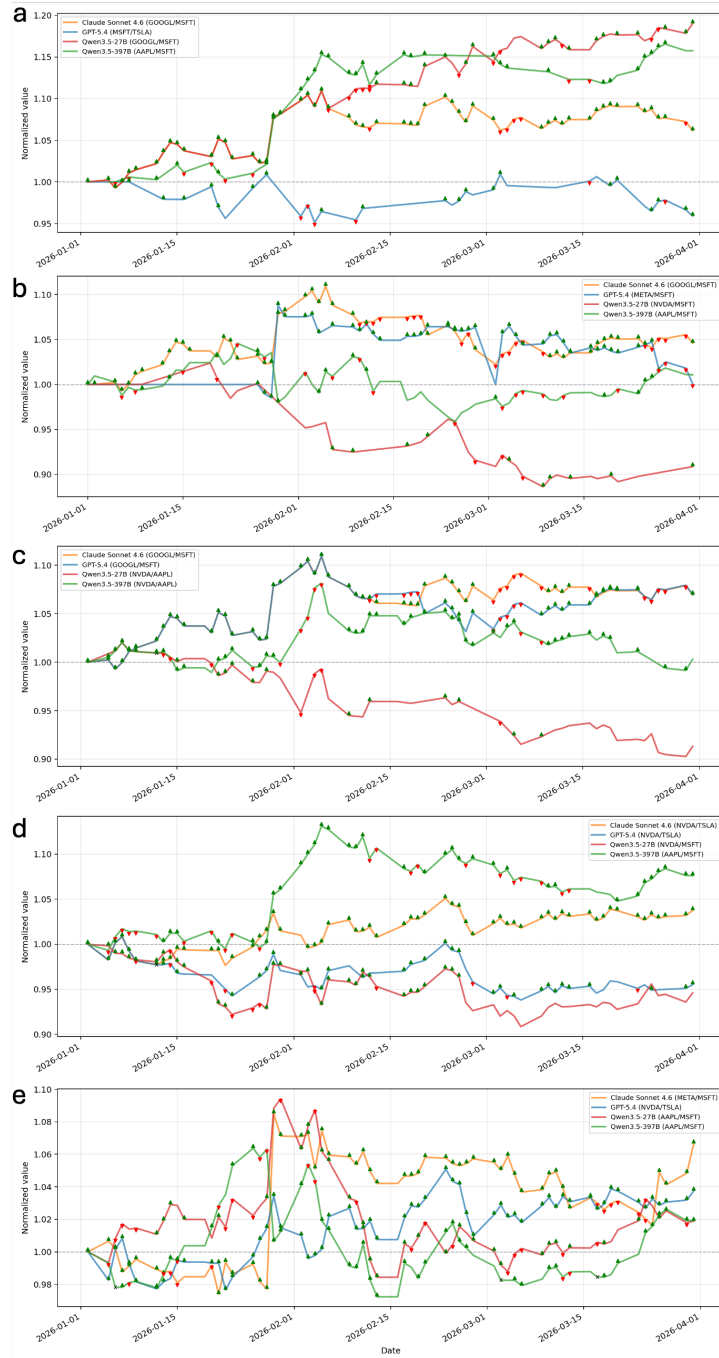 a
Claude Sonnet 4.6 (GOOGL/MSFT)
GPT-5.4 (MSFT/TSLA)
Qwen3.5-27B (GOOGL/MSFT)
Qwen3.5-397B (AAPL/MSFT)
Normalized value
1.20
1.15
1.10
1.05
1.00
0.95
2026-01-01
2026-01-15
2026-02-01
2026-02-15
2026-03-01
2026-03-15
2026-04-01
b
Claude Sonnet 4.6 (GOOGL/MSFT)
GPT-5.4 (META/MSFT)
Qwen3.5-27B (NVDA/MSFT)
Qwen3.5-397B (AAPL/MSFT)
Normalized value
1.10
1.05
1.00
0.95
0.90
2026-01-01
2026-01-15
2026-02-01
2026-02-15
2026-03-01
2026-03-15
2026-04-01
c
Claude Sonnet 4.6 (GOOGL/MSFT)
GPT-5.4 (GOOGL/MSFT)
Qwen3.5-27B (NVDA/AAPL)
Qwen3.5-397B (NVDA/AAPL)
Normalized value
1.10
1.05
1.00
0.95
0.90
2026-01-01
2026-01-15
2026-02-01
2026-02-15
2026-03-01
2026-03-15
2026-04-01
d
Claude Sonnet 4.6 (NVDA/TSLA)
GPT-5.4 (NVDA/TSLA)
Qwen3.5-27B (NVDA/MSFT)
Qwen3.5-397B (AAPL/MSFT)
Normalized value
1.10
1.05
1.00
0.95
0.90
2026-01-01
2026-01-15
2026-02-01
2026-02-15
2026-03-01
2026-03-15
2026-04-01
e
Claude Sonnet 4.6 (META/MSFT)
GPT-5.4 (NVDA/TSLA)
Qwen3.5-27B (AAPL/MSFT)
Qwen3.5-397B (AAPL/MSFT)
Normalized value
1.10
1.08
1.06
1.04
1.02
1.00
0.98
2026-01-01
2026-01-15
2026-02-01
2026-02-15
2026-03-01
2026-03-15
2026-04-01
Date